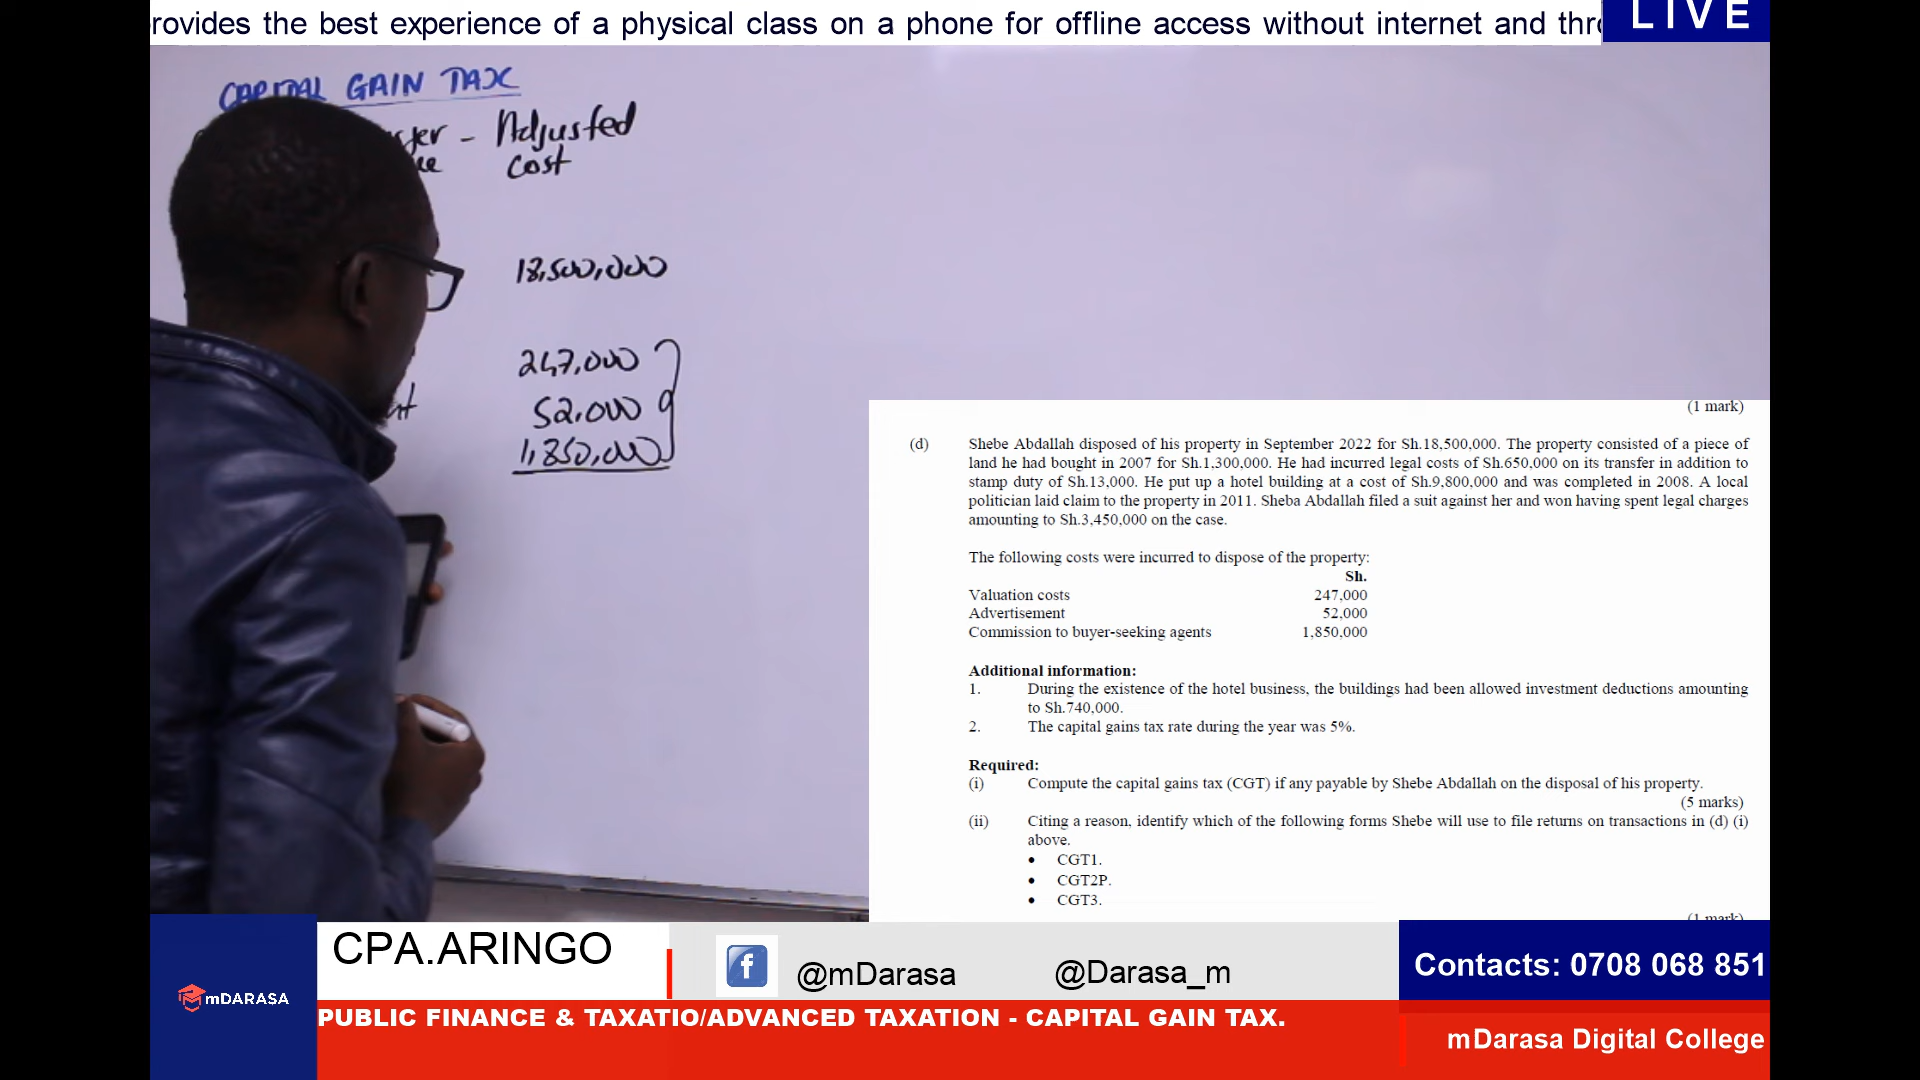 rovides the best experience of a physical class on a phone for offline access without internet and thr
LIVE
CAPITAL GAIN TAX
- Adjusted
cost
18,500,000
247,000
52,000
1,850,000
(1 mark)
(d) Shebe Abdallah disposed of his property in September 2022 for Sh.18,500,000. The property consisted of a piece of
land he had bought in 2007 for Sh.1,300,000. He had incurred legal costs of Sh.650,000 on its transfer in addition to
stamp duty of Sh.13,000. He put up a hotel building at a cost of Sh.9,800,000 and was completed in 2008. A local
politician laid claim to the property in 2011. Sheba Abdallah filed a suit against her and won having spent legal charges
amounting to Sh.3,450,000 on the case.
The following costs were incurred to dispose of the property:
Sh.
Valuation costs 247,000
Advertisement 52,000
Commission to buyer-seeking agents 1,850,000
Additional information:
1. During the existence of the hotel business, the buildings had been allowed investment deductions amounting
to Sh.740,000.
2. The capital gains tax rate during the year was 5%.
Required:
(i) Compute the capital gains tax (CGT) if any payable by Shebe Abdallah on the disposal of his property.
(5 marks)
(ii) Citing a reason, identify which of the following forms Shebe will use to file returns on transactions in (d) (i)
above.
• CGT1.
• CGT2P.
• CGT3.
(1 mark)
CPA.ARINGO
f @mDarasa @Darasa_m
Contacts: 0708 068 851
mDARASA
PUBLIC FINANCE & TAXATIO/ADVANCED TAXATION - CAPITAL GAIN TAX.
mDarasa Digital College